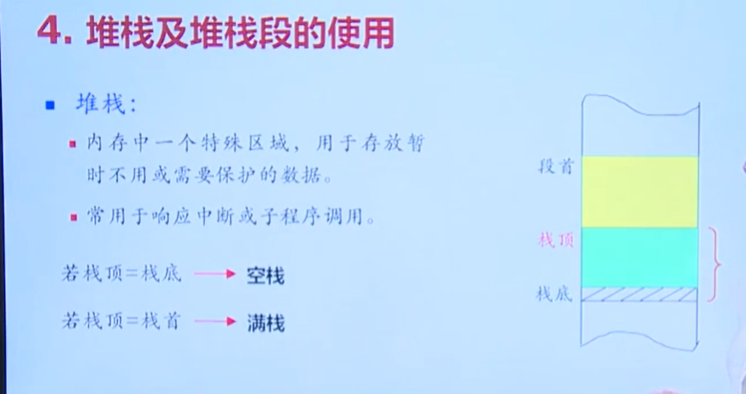 4. 堆栈及堆栈段的使用
堆栈：
内存中一个特殊区域，用于存放暂
时不用或需要保护的数据。
常用于响应中断或子程序调用。
若栈顶=栈底 空栈
若栈顶=栈首 满栈
段首
栈顶
栈底